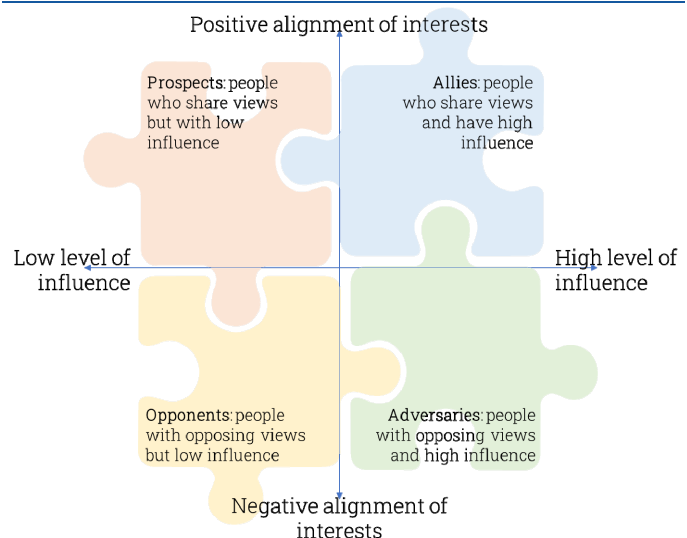 Positive alignment of interests
Prospects: people
who share views
but with low
influence
Allies: people
who share views
and have high
influence
Low level of
influence
High level of
influence
Opponents: people
with opposing views
but low influence
Adversaries: people
with opposing views
and high influence
Negative alignment of
interests